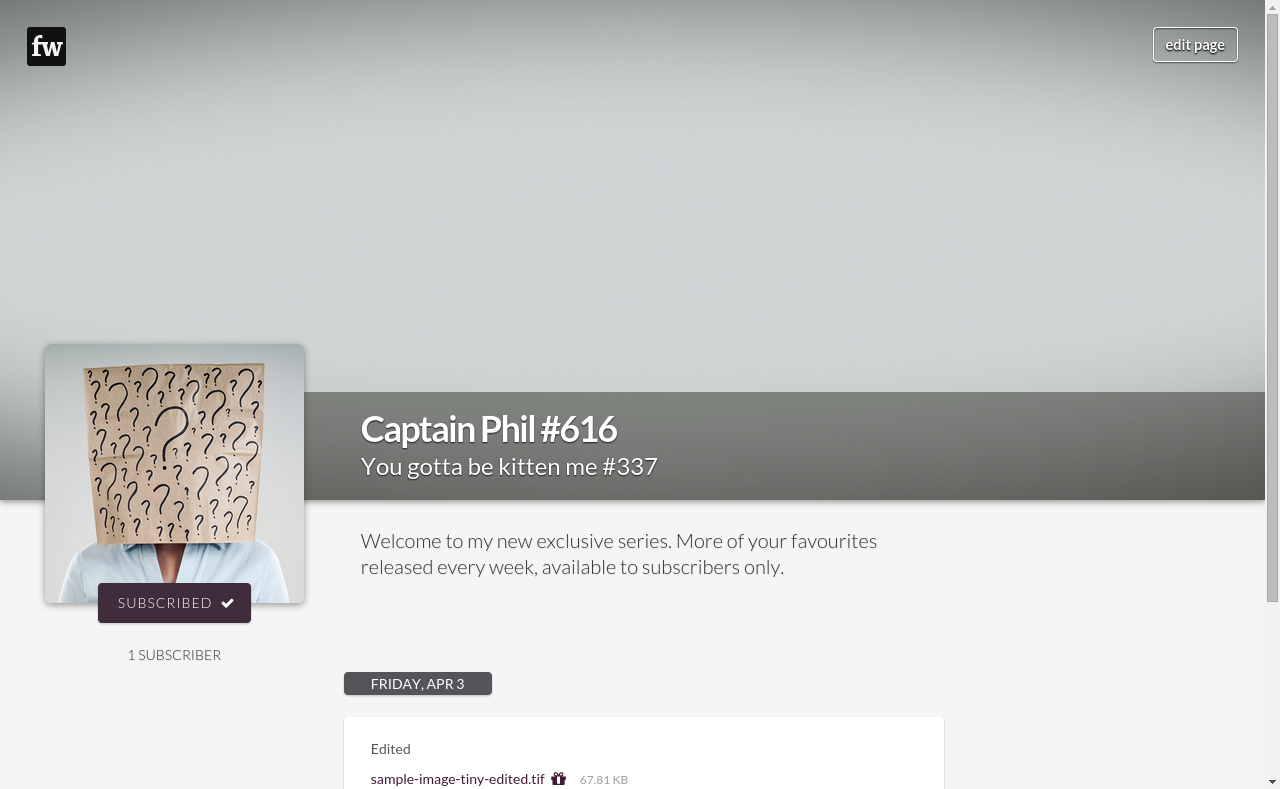 fw
edit page
Captain Phil #616
You gotta be kitten me #337
Welcome to my new exclusive series. More of your favourites
released every week, available to subscribers only.
SUBSCRIBED
1 SUBSCRIBER
FRIDAY, APR 3
Edited
sample-image-tiny-edited.tif 67.81 KB